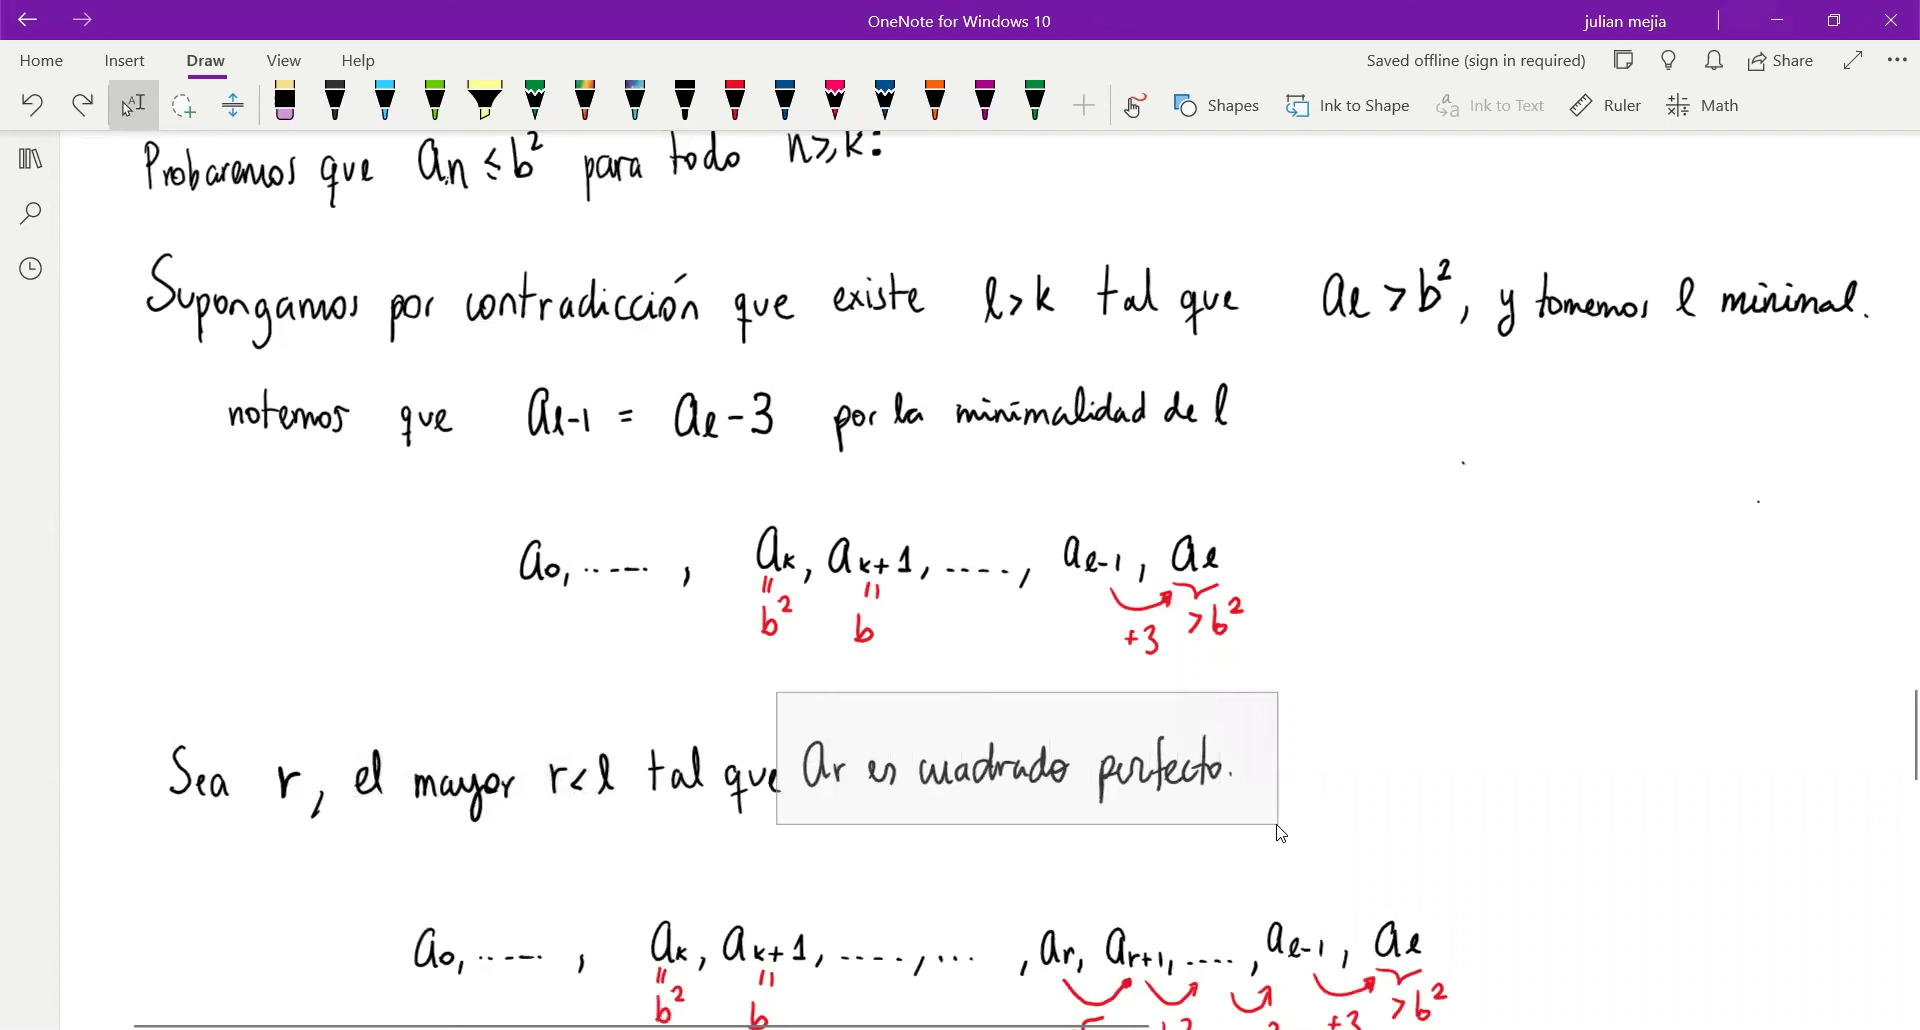 OneNote for Windows 10
julian mejia
Home Insert Draw View Help
Saved offline (sign in required) Share
Shapes Ink to Shape Ink to Text Ruler Math
Probaremos que an ≤ b² para todo n ≥ k:
Supongamos por contradicción que existe l > k tal que al > b², y tomemos l minimal.
notemos que al-1 = al - 3 por la minimalidad de l
a0, ......, ak, ak+1, ....., al-1, al
b² b +3 > b²
Sea r, el mayor r < l tal que ar es cuadrado perfecto.
a0, ......, ak, ak+1, ....., ... , ar, ar+1, ....., al-1, al
b² b +3 > b²